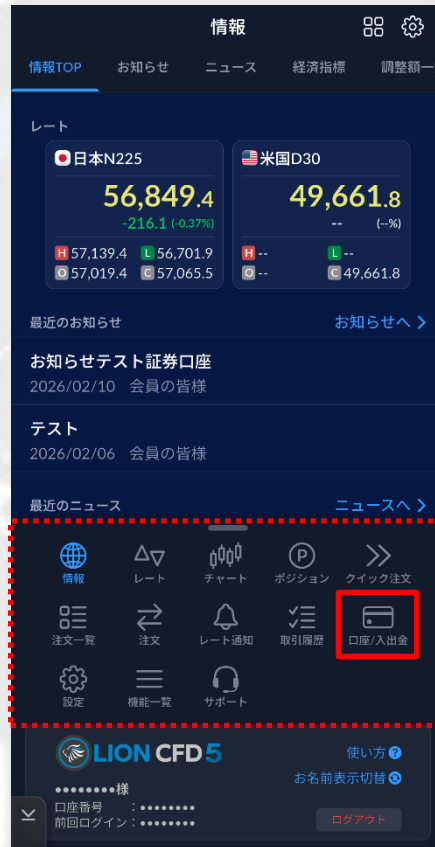 情報
情報TOP お知らせ ニュース 経済指標 調整額一
レート
日本N225 米国D30
56,849.4 49,661.8
-216.1 (-0.37%) -- (--%)
H 57,139.4 L 56,701.9 H -- L --
O 57,019.4 C 57,065.5 O -- C 49,661.8
最近のお知らせ お知らせへ
お知らせテスト証券口座
2026/02/10 会員の皆様
テスト
2026/02/06 会員の皆様
最近のニュース ニュースへ
P
情報 レート チャート ポジション クイック注文
注文一覧 注文 レート通知 取引履歴 口座/入出金
設定 機能一覧 サポート
LION CFD 5 使い方 ?
お名前表示切替
••••••••様
口座番号 : ••••••••
前回ログイン : ••••••••
ログアウト